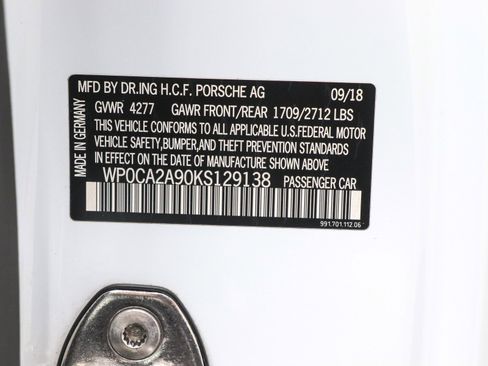 MFD BY DR.ING H.C.F. PORSCHE AG 09/18
GVWR 4277 GAWR FRONT/REAR 1709/2712 LBS
THIS VEHICLE CONFORMS TO ALL APPLICABLE U.S.FEDERAL MOTOR
VEHICLE SAFETY,BUMPER,AND THEFT PREVENTION STANDARDS
IN EFFECT ON THE DATE OF MANUFACTURE SHOWN ABOVE
WP0CA2A90KS129138 PASSENGER CAR
991.701.112.06
MADE IN GERMANY